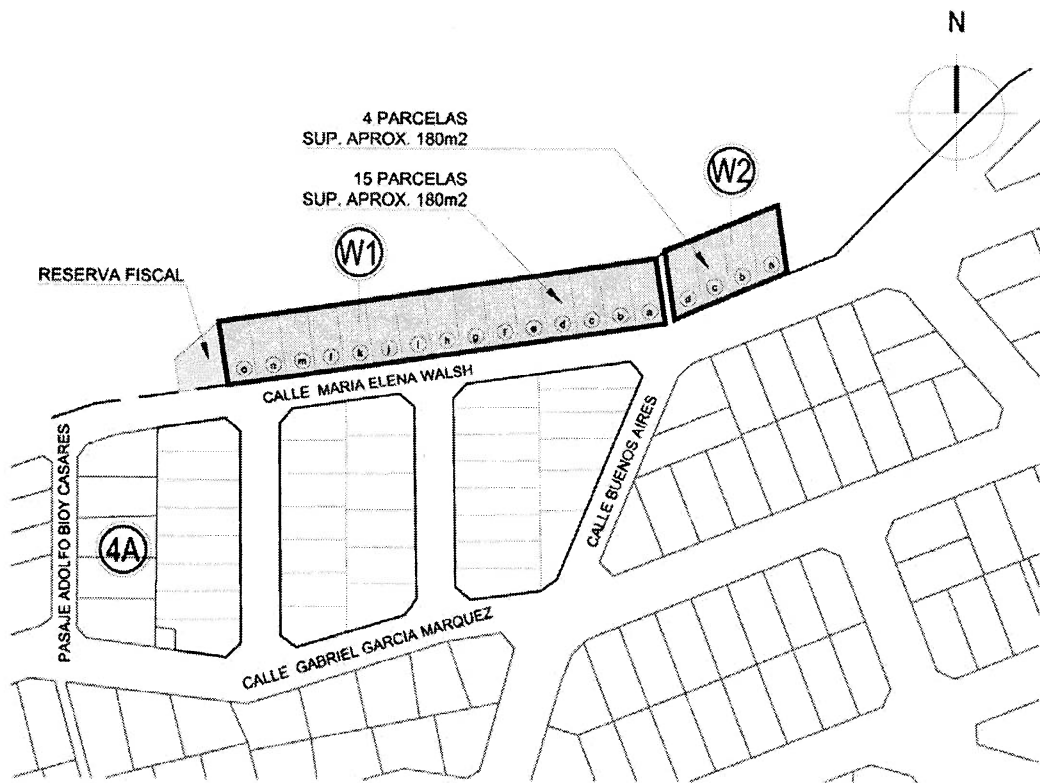 N
4 PARCELAS
SUP. APROX. 180m2
W2
15 PARCELAS
SUP. APROX. 180m2
W1
RESERVA FISCAL
o n m l k j i h g f e d c b a
d c b a
CALLE MARIA ELENA WALSH
CALLE BUENOS AIRES
PASAJE ADOLFO BIOY CASARES
4A
CALLE GABRIEL GARCIA MARQUEZ